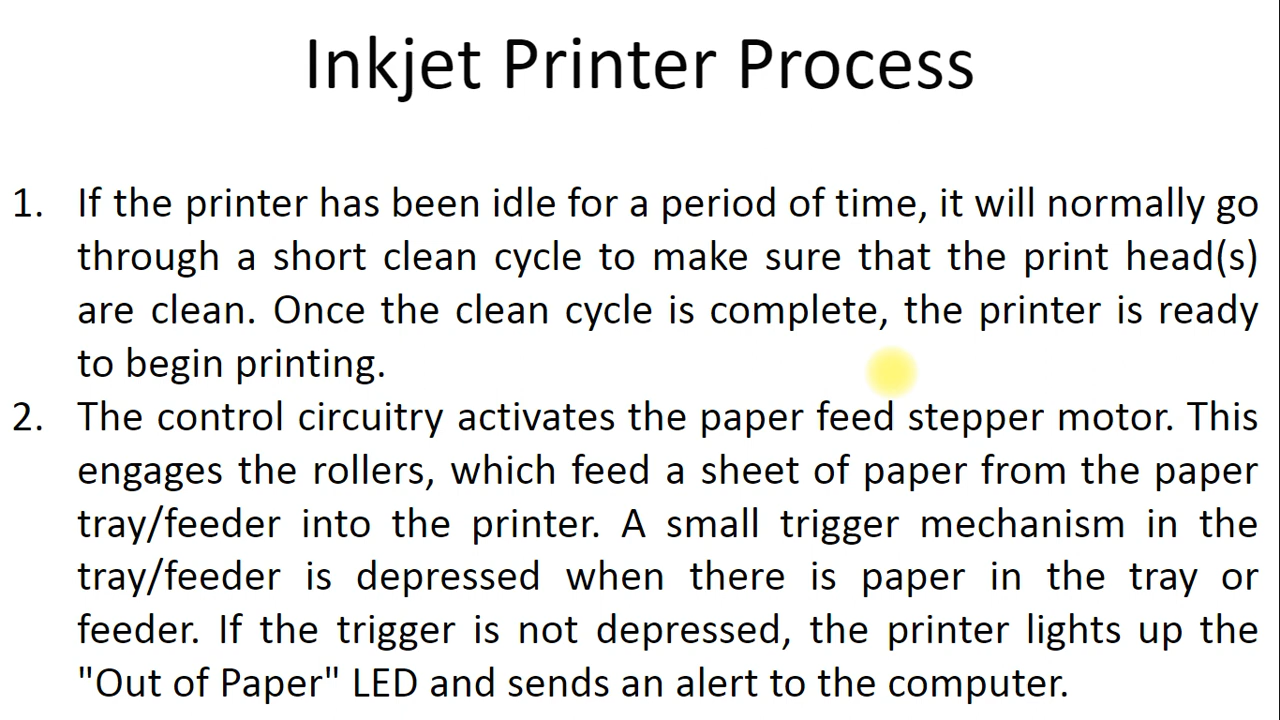 Inkjet Printer Process
1. If the printer has been idle for a period of time, it will normally go
through a short clean cycle to make sure that the print head(s)
are clean. Once the clean cycle is complete, the printer is ready
to begin printing.
2. The control circuitry activates the paper feed stepper motor. This
engages the rollers, which feed a sheet of paper from the paper
tray/feeder into the printer. A small trigger mechanism in the
tray/feeder is depressed when there is paper in the tray or
feeder. If the trigger is not depressed, the printer lights up the
"Out of Paper" LED and sends an alert to the computer.